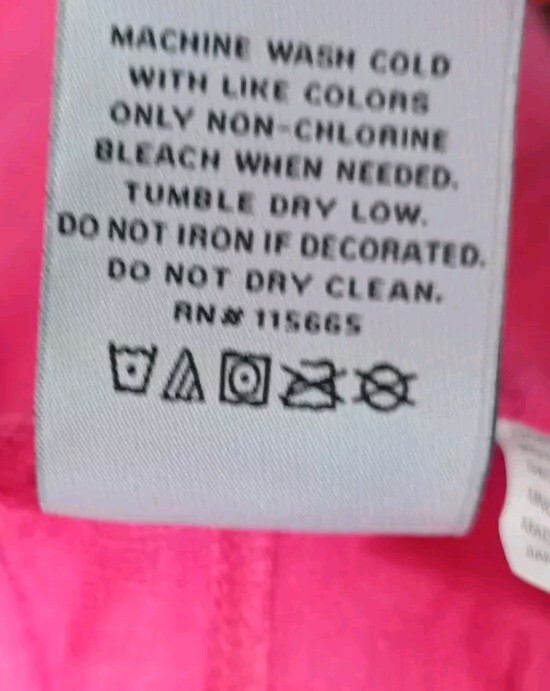 MACHINE WASH COLD
WITH LIKE COLORS
ONLY NON-CHLORINE
BLEACH WHEN NEEDED.
TUMBLE DRY LOW.
DO NOT IRON IF DECORATED.
DO NOT DRY CLEAN.
RN# 115665